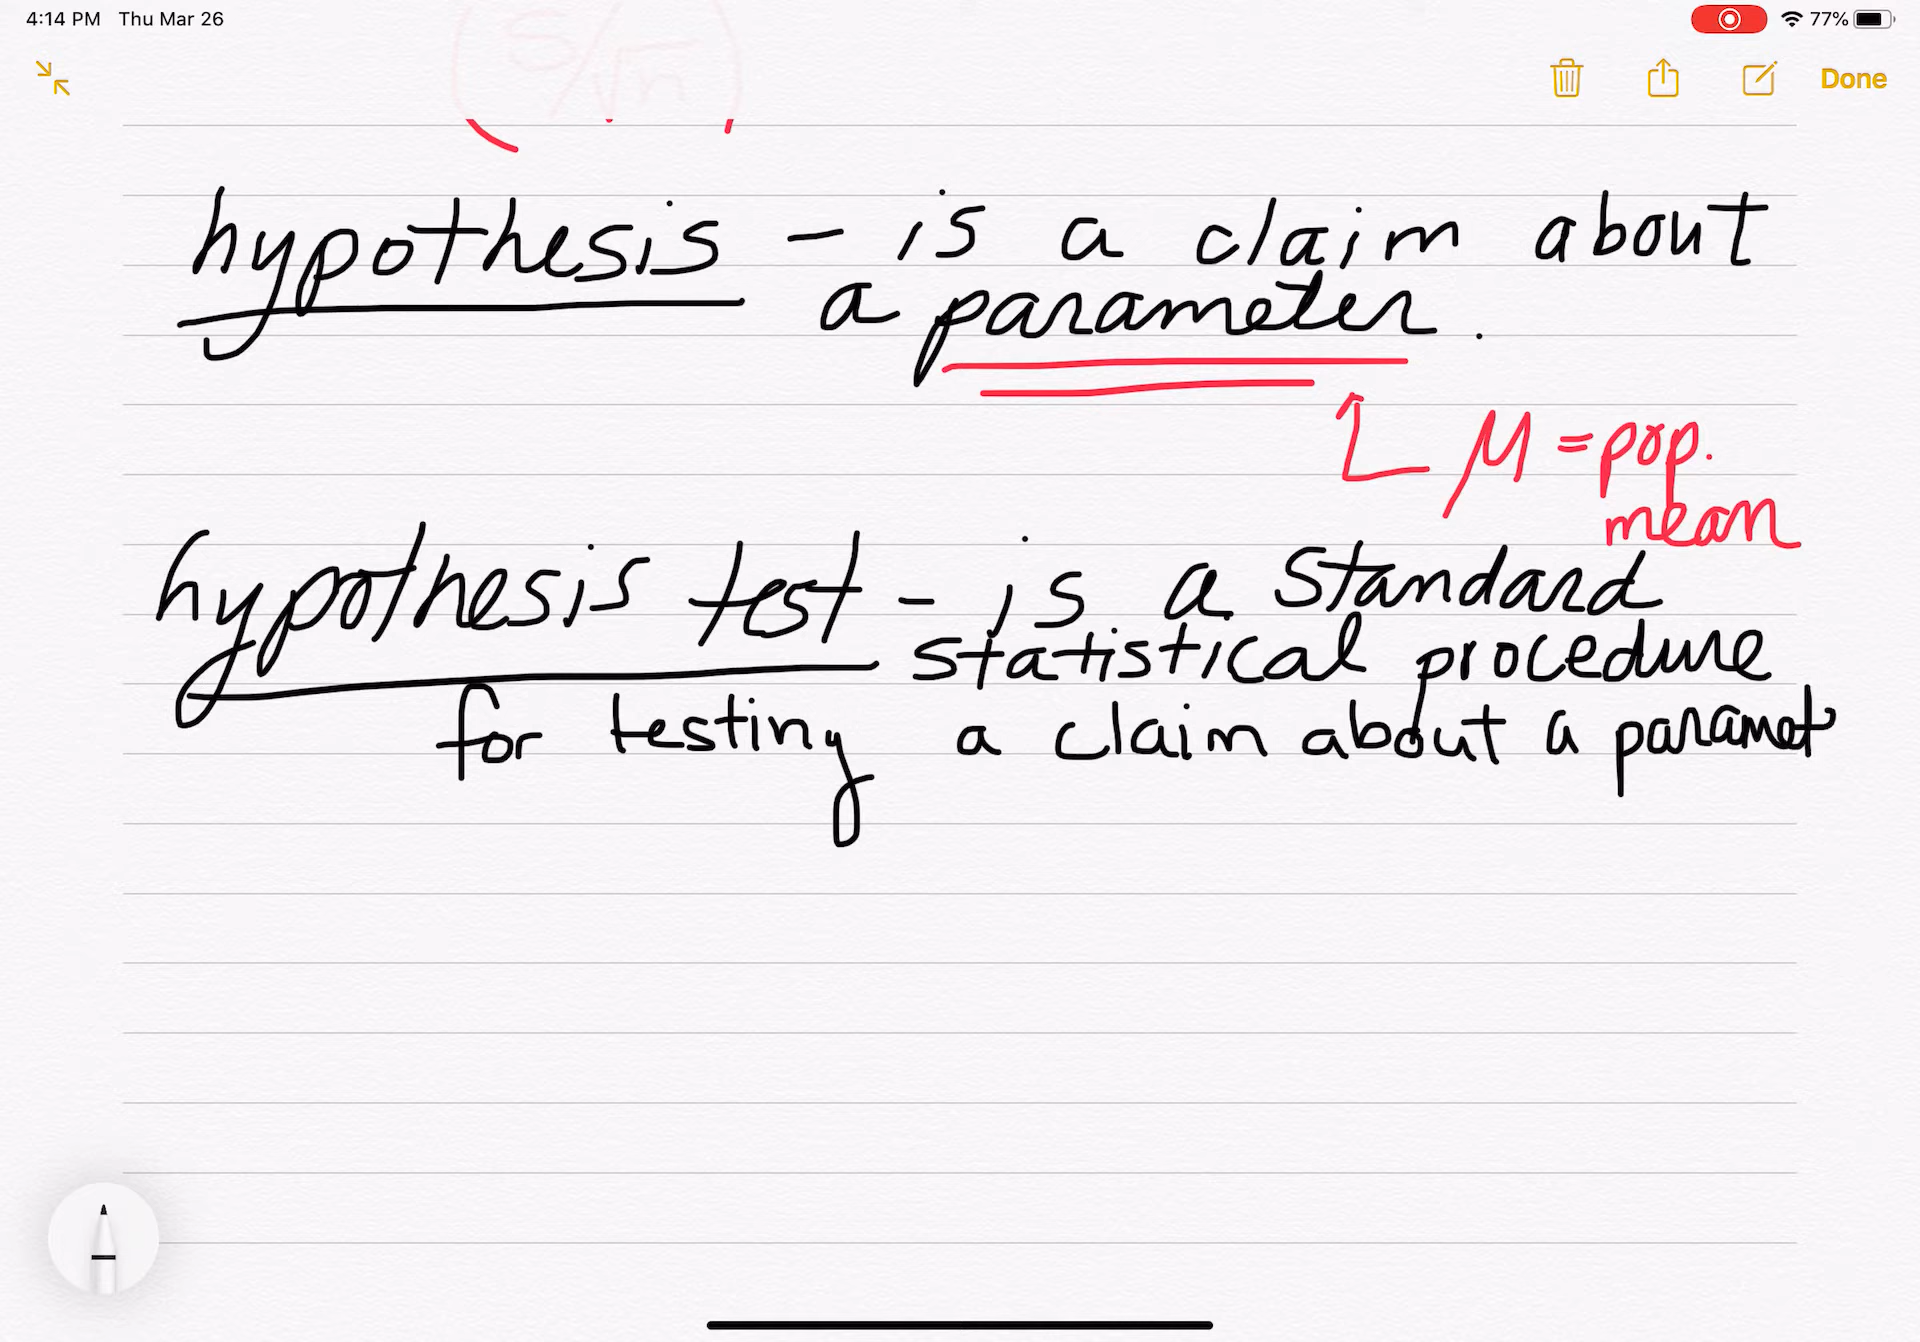 4:14 PM Thu Mar 26
77%
S/√n
Done
hypothesis - is a claim about
a parameter.
μ = pop.
mean
hypothesis test - is a standard
statistical procedure
for testing a claim about a paramet